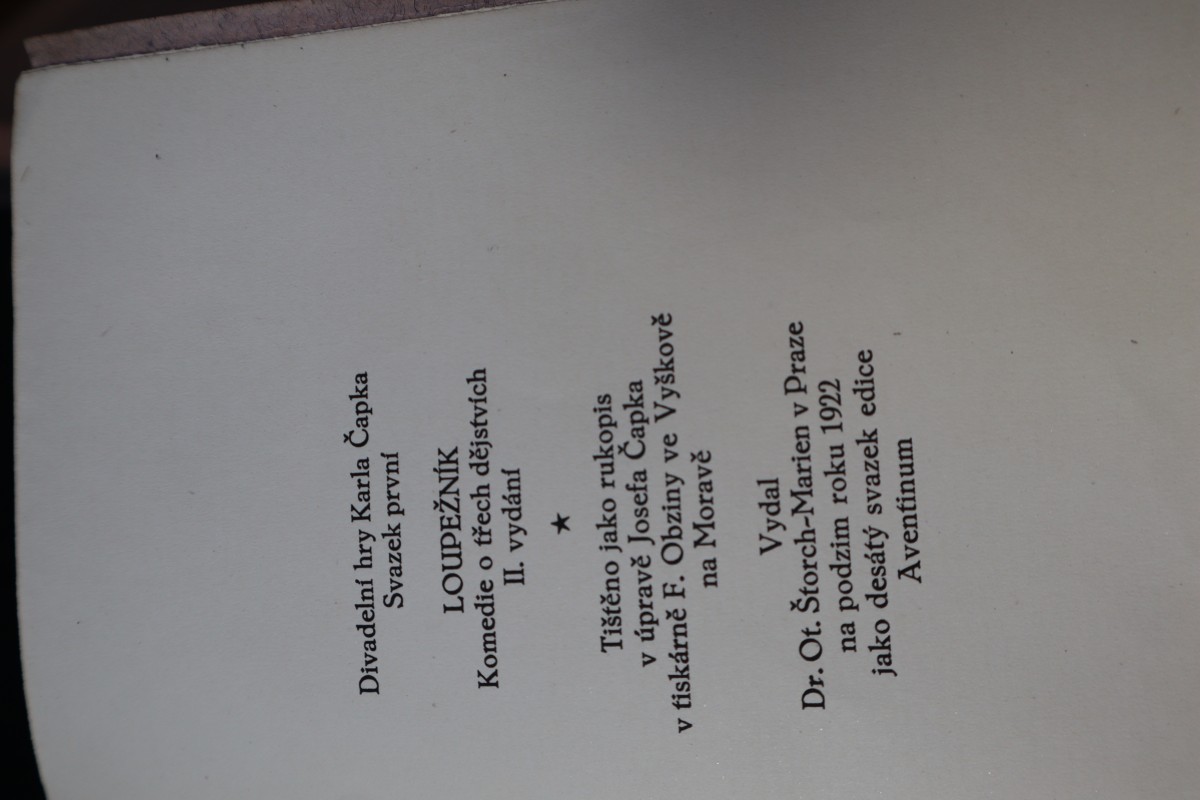 Divadelní hry Karla Čapka
Svazek první
LOUPEŽNÍK
Komedie o třech dějstvích
II. vydání
★
Tištěno jako rukopis
v úpravě Josefa Čapka
v tiskárně F. Obziny ve Vyškově
na Moravě
Vydal
Dr. Ot. Štorch-Marien v Praze
na podzim roku 1922
jako desátý svazek edice
Aventinum